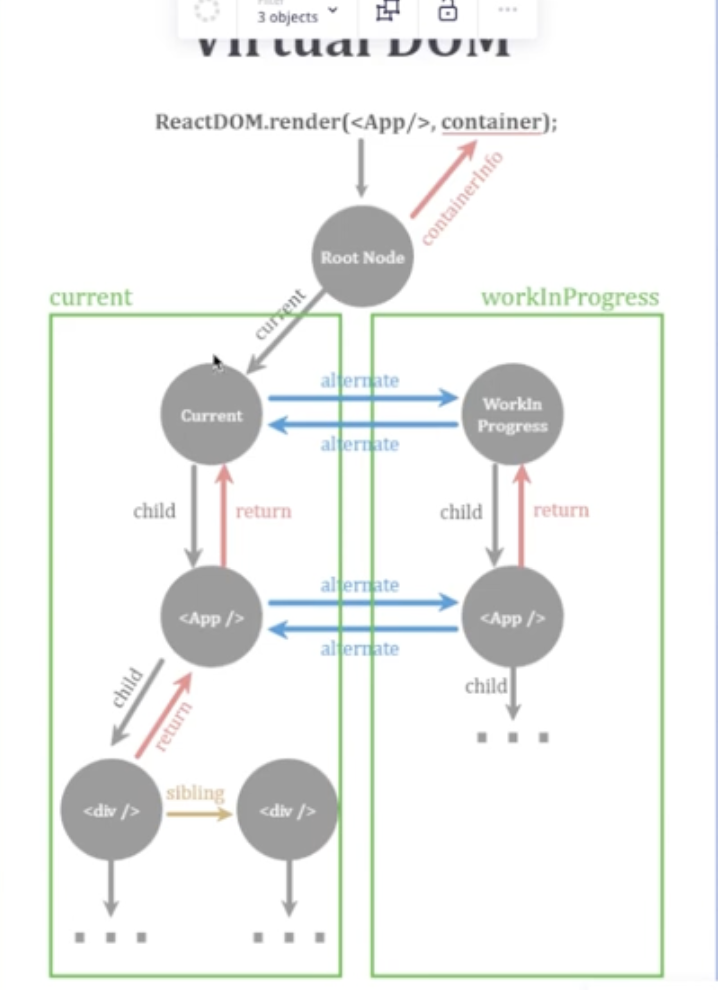 3 objects
Virtual DOM
ReactDOM.render(<App/>, container);
containerInfo
Root Node
current
workInProgress
current
Current
alternate
alternate
WorkIn
Progress
child
return
child
return
<App />
alternate
alternate
<App />
child
return
child
<div />
sibling
<div />